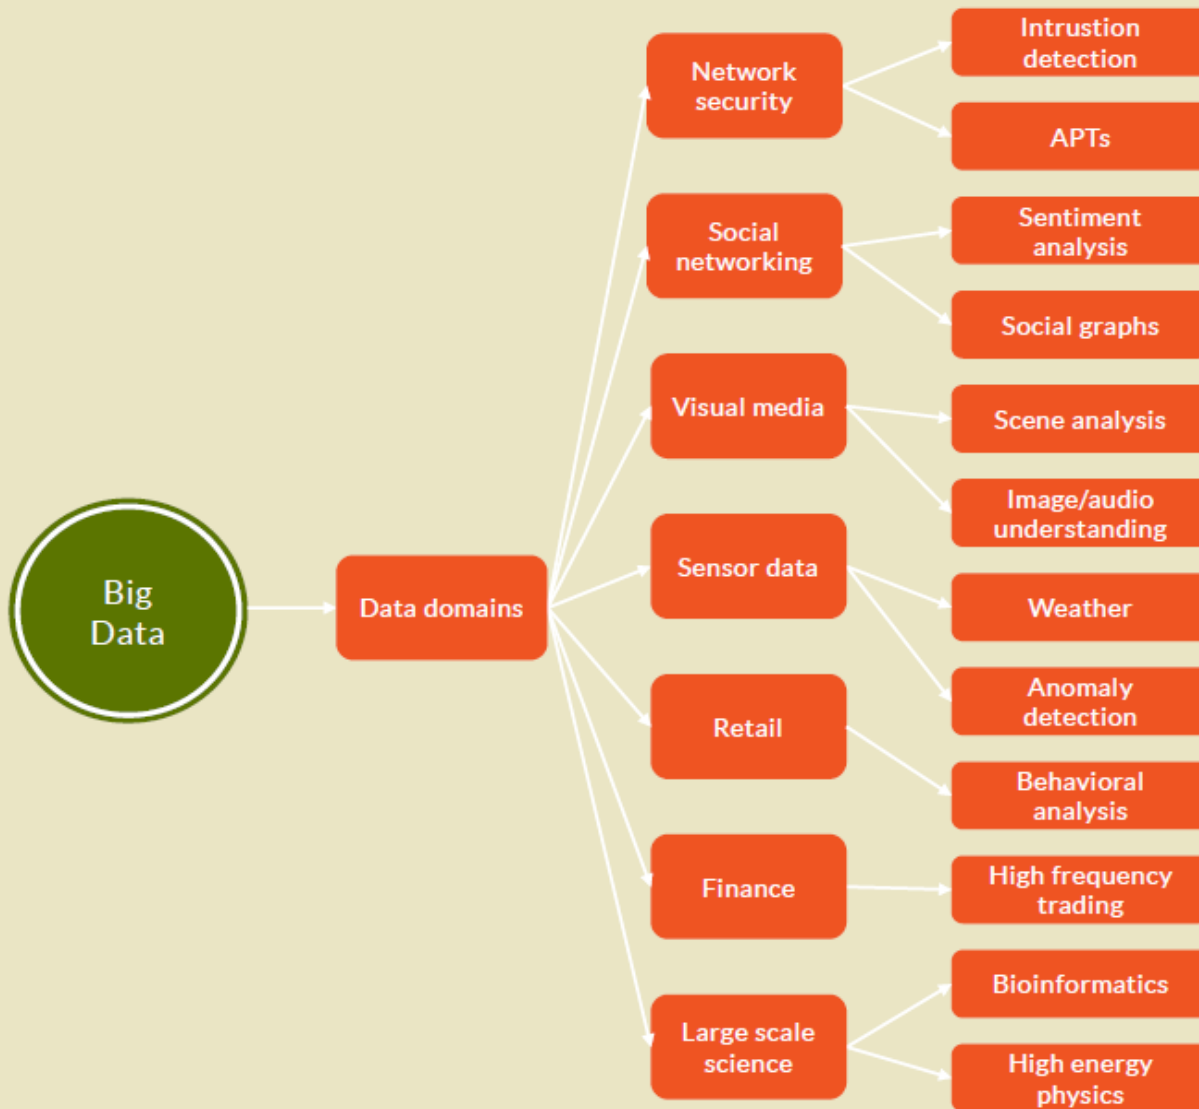 Big
Data
Data domains
Network
security
Intrustion
detection
APTs
Social
networking
Sentiment
analysis
Social graphs
Visual media
Scene analysis
Image/audio
understanding
Sensor data
Weather
Anomaly
detection
Retail
Behavioral
analysis
Finance
High frequency
trading
Large scale
science
Bioinformatics
High energy
physics